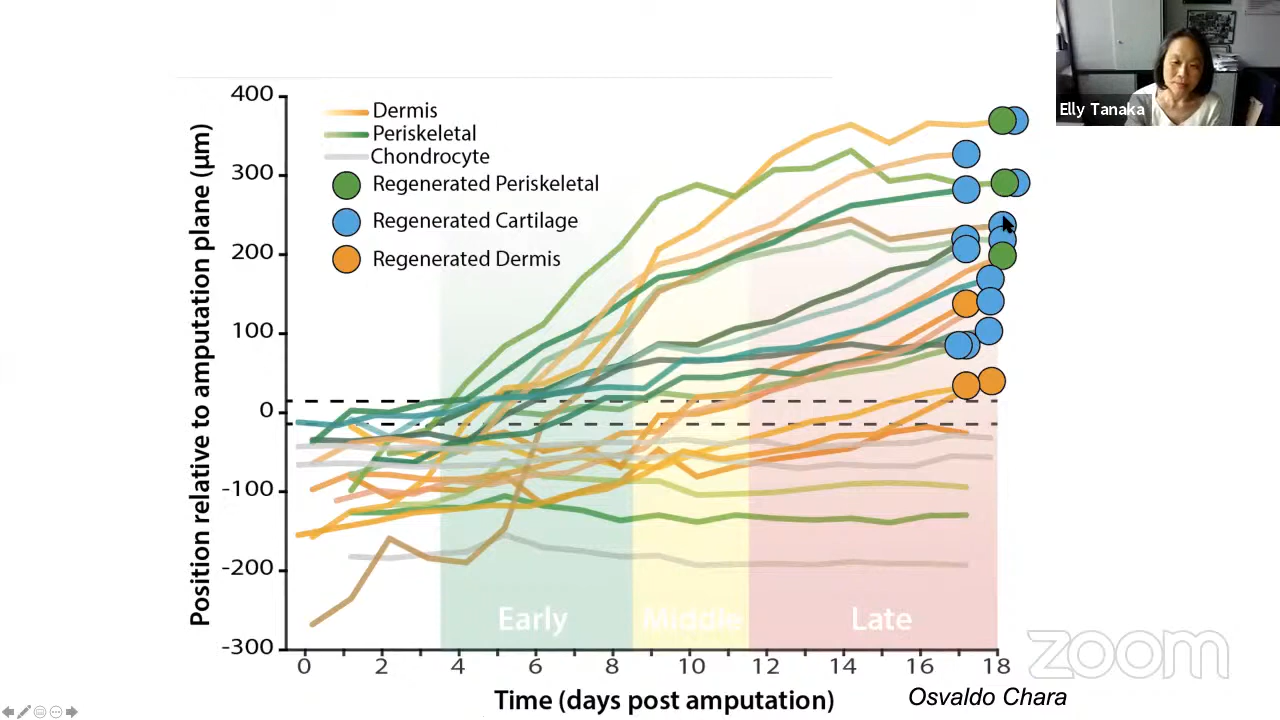 Elly Tanaka
Position relative to amputation plane (µm)
400
300
200
100
0
-100
-200
-300
Dermis
Periskeletal
Chondrocyte
Regenerated Periskeletal
Regenerated Cartilage
Regenerated Dermis
Early
Middle
Late
0 2 4 6 8 10 12 14 16 18
Time (days post amputation)
Osvaldo Chara
zoom